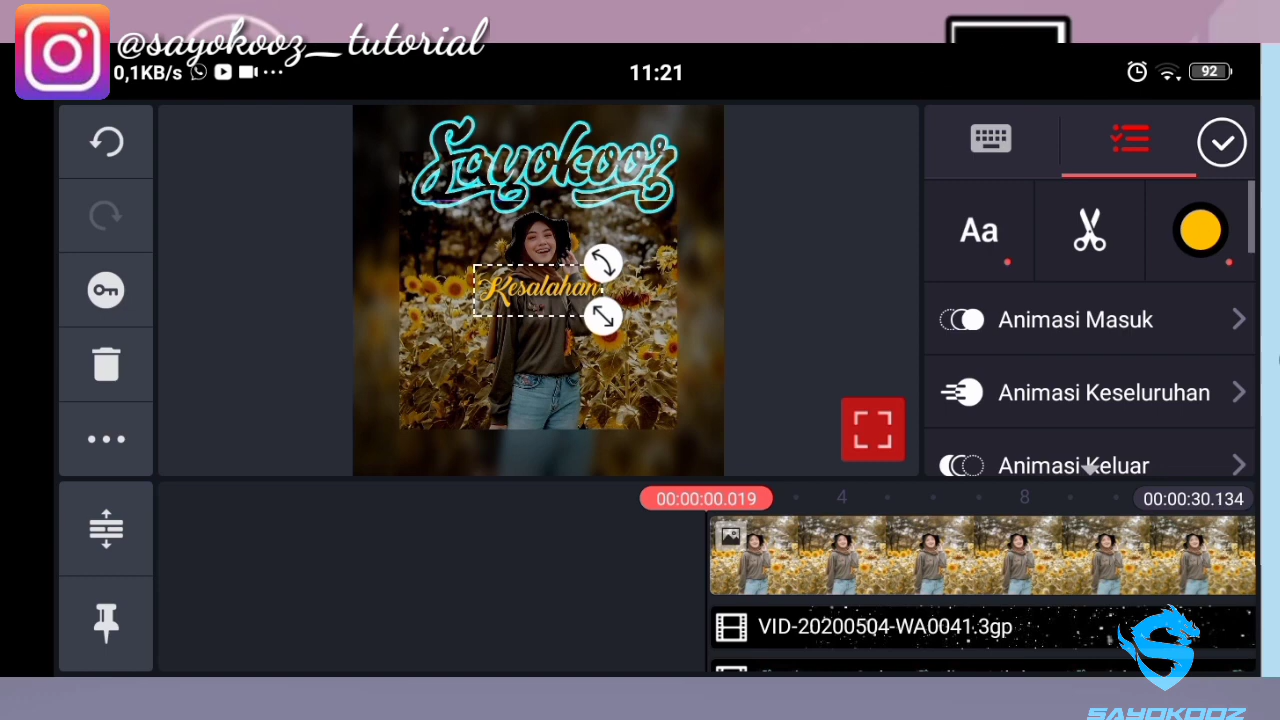 @sayokooz_tutorial
0,1KB/s ... 11:21 92
Sayokooz
Kesalahan
Aa
Animasi Masuk
Animasi Keseluruhan
Animasi Keluar
00:00:00.019 4 8 00:00:30.134
VID-20200504-WA0041.3gp
SAYOKOOZ